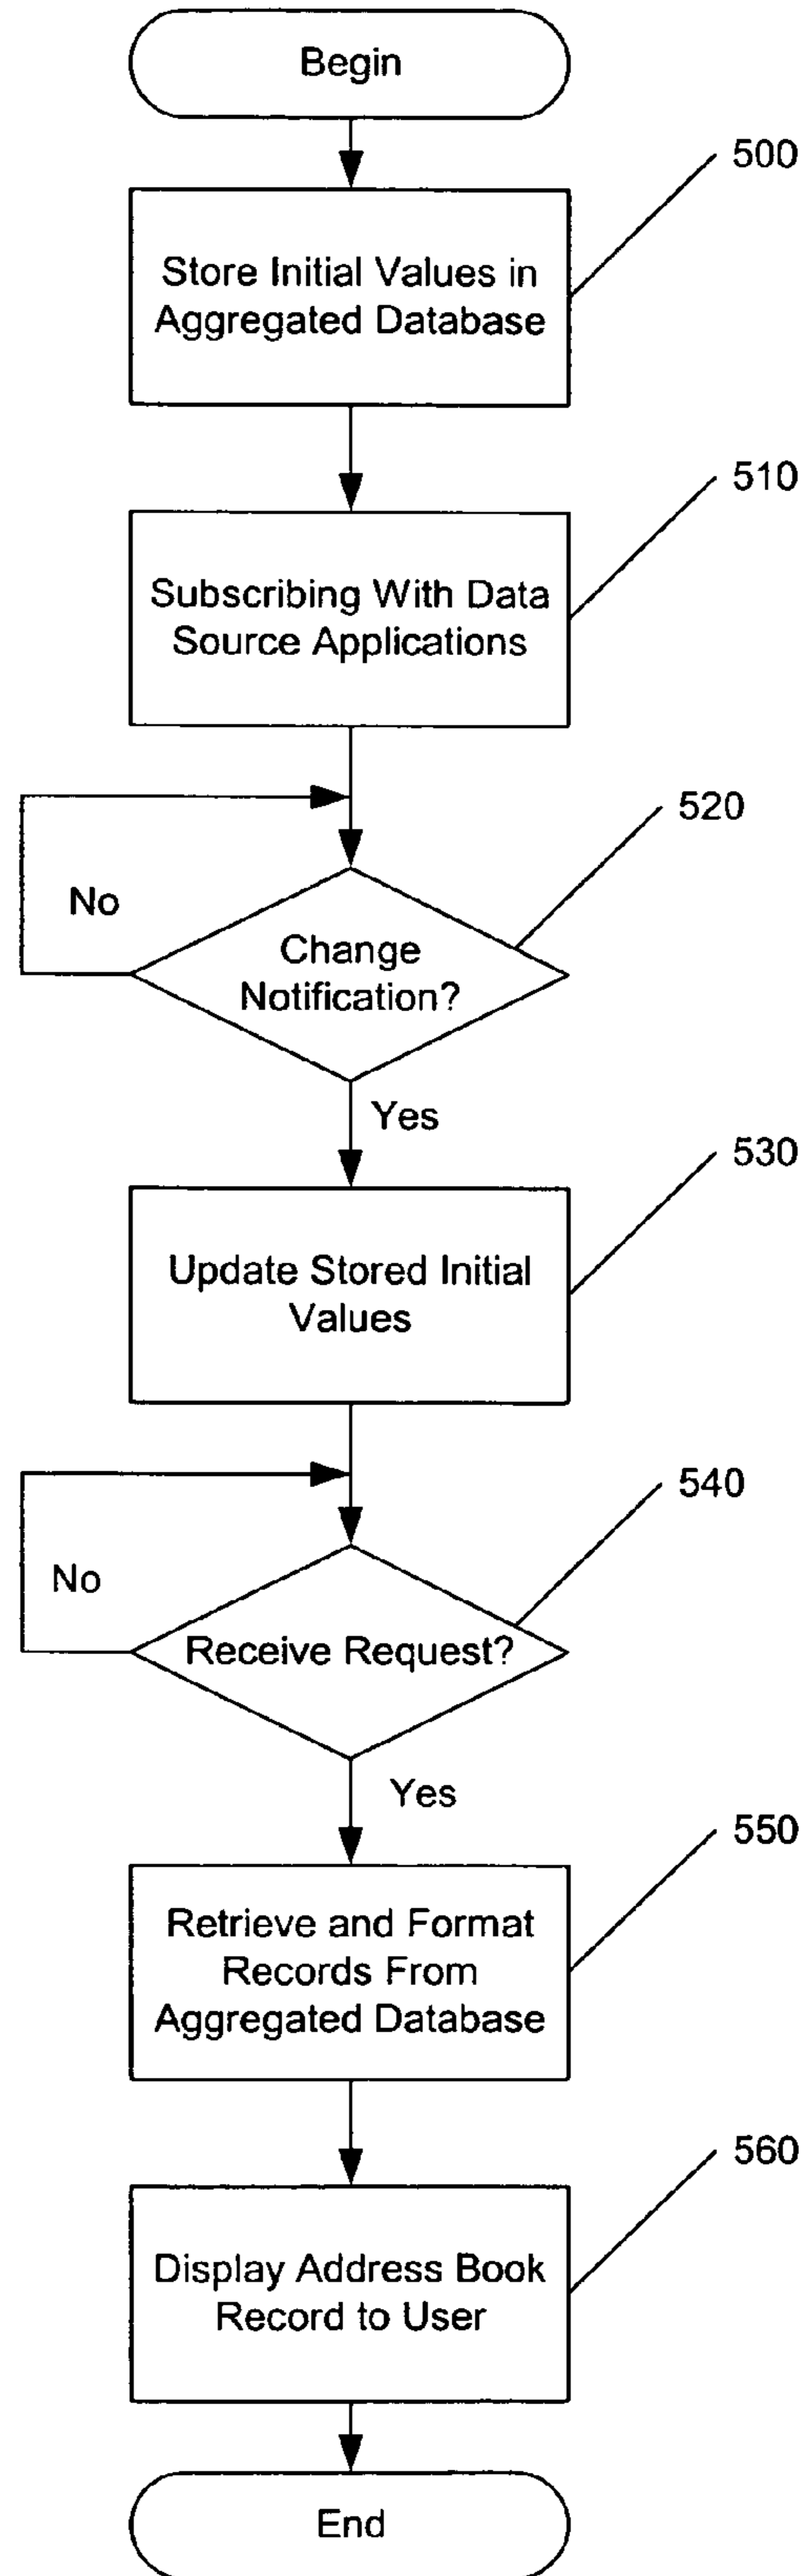 Begin
500
Store Initial Values in
Aggregated Database
510
Subscribing With Data
Source Applications
520
No
Change
Notification?
Yes
530
Update Stored Initial
Values
540
No
Receive Request?
Yes
550
Retrieve and Format
Records From
Aggregated Database
560
Display Address Book
Record to User
End